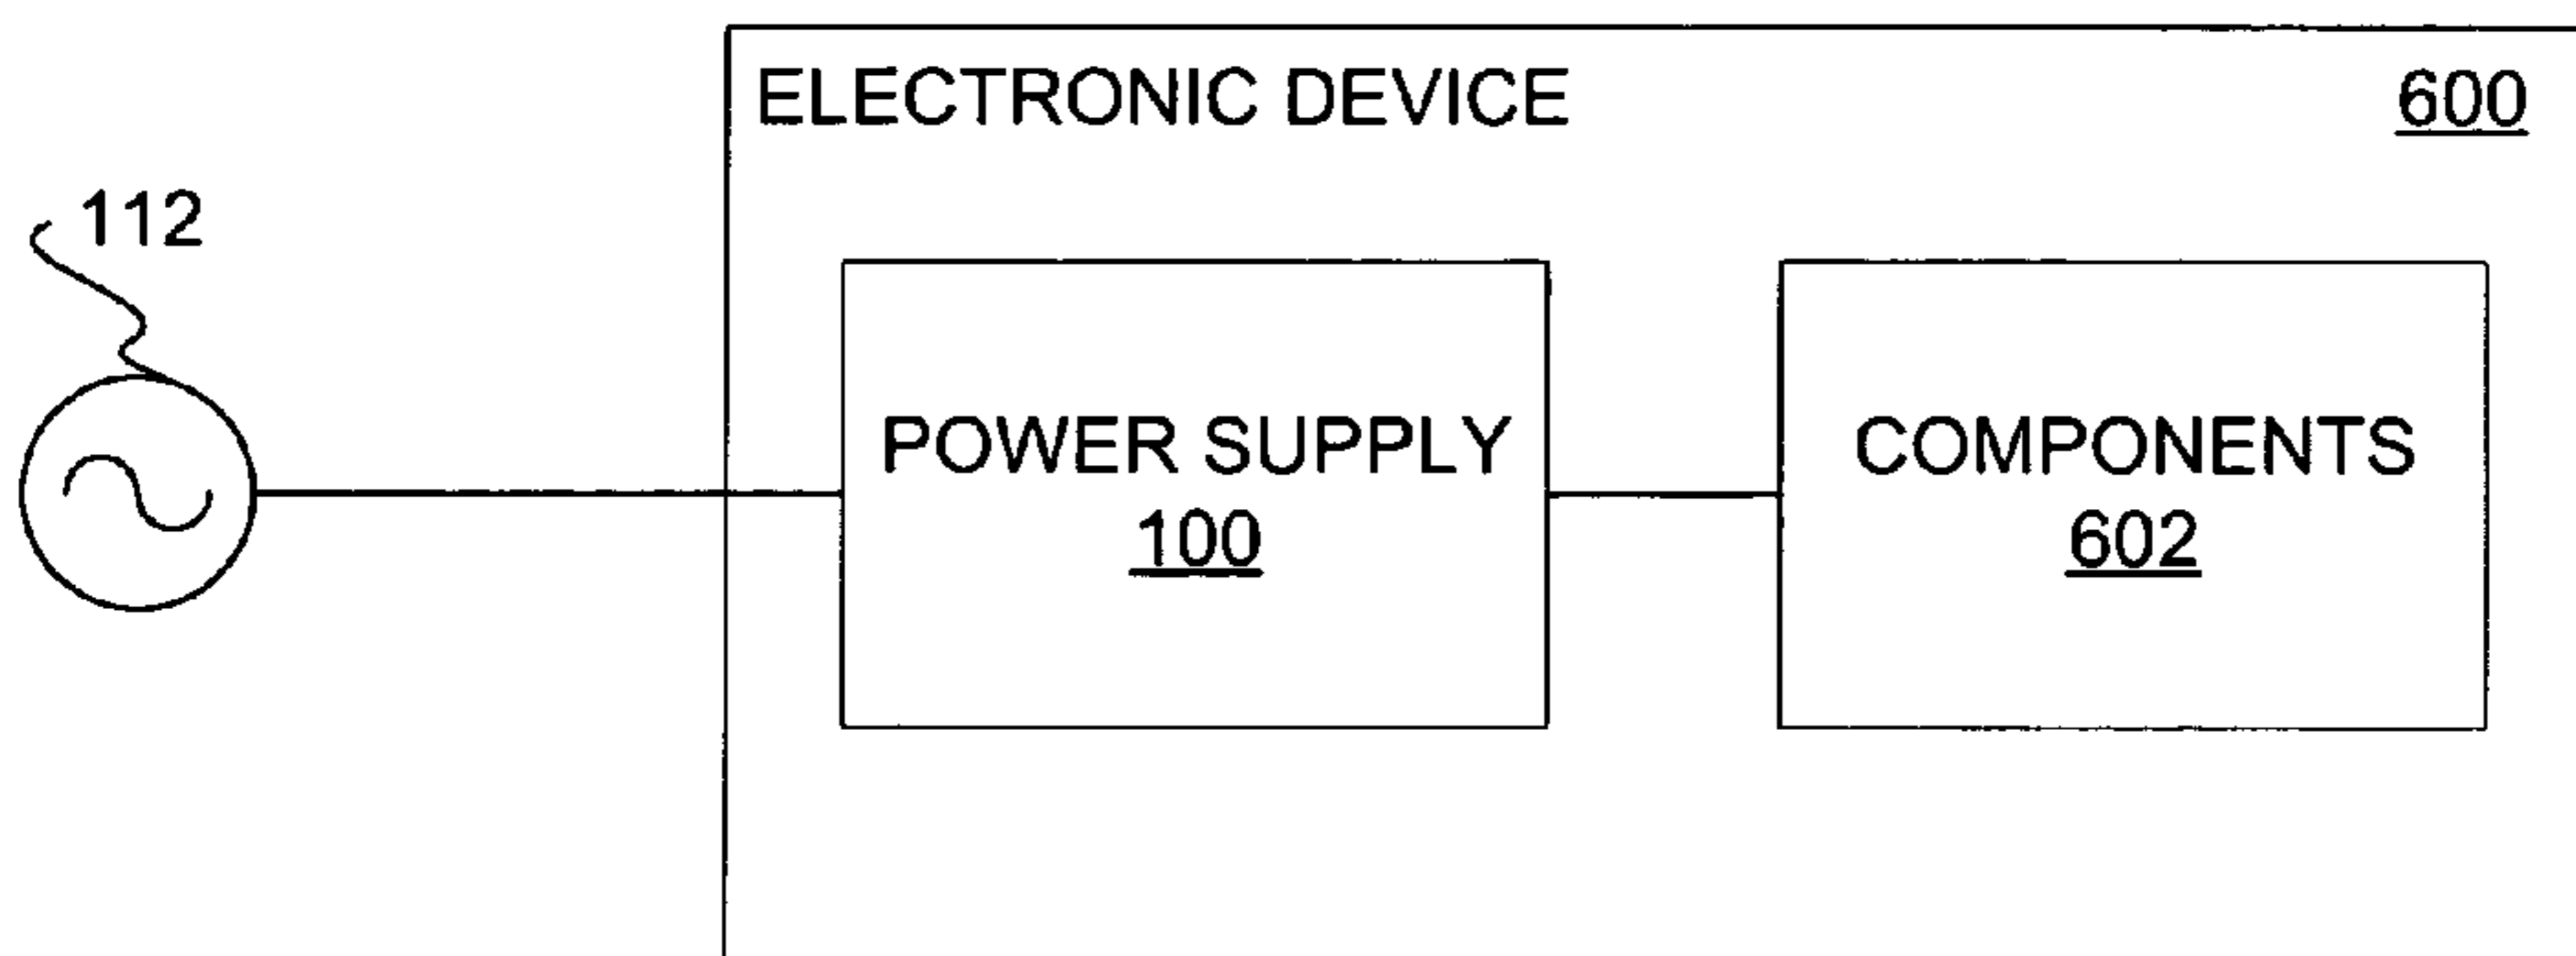 ELECTRONIC DEVICE 600
112
POWER SUPPLY
100
COMPONENTS
602